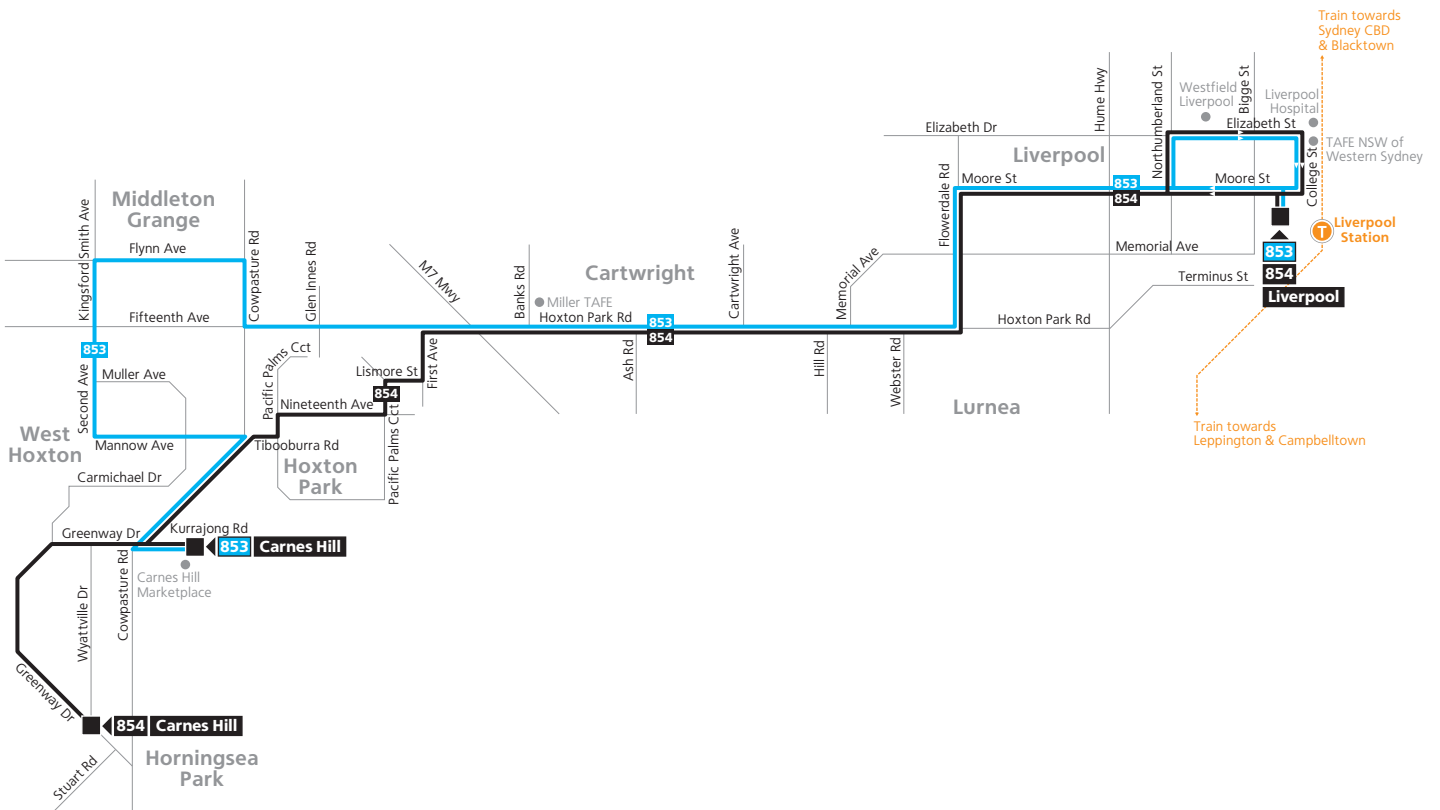 Train towards
Sydney CBD
& Blacktown
Hume Hwy
Northumberland St
Westfield
Liverpool
Bigge St
Liverpool
Hospital
Elizabeth St
Elizabeth Dr
TAFE NSW of
Western Sydney
College St
Liverpool
Flowerdale Rd
Moore St
853
854
Moore St
Liverpool
Station
T
853
854
Liverpool
Memorial Ave
Terminus St
Middleton
Grange
Kingsford Smith Ave
Flynn Ave
Cowpasture Rd
Glen Innes Rd
M7 Mwy
Banks Rd
Cartwright
Cartwright Ave
Memorial Ave
Miller TAFE
Hoxton Park Rd
853
854
Hoxton Park Rd
Fifteenth Ave
853
Second Ave
Muller Ave
Pacific Palms Cct
Lismore St
First Ave
Ash Rd
Hill Rd
Webster Rd
854
Nineteenth Ave
Pacific Palms Cct
Lurnea
Train towards
Leppington & Campbelltown
West
Hoxton
Mannow Ave
Tibooburra Rd
Hoxton
Park
Carmichael Dr
Greenway Dr
Kurrajong Rd
853
Carnes Hill
Carnes Hill
Marketplace
Wyattville Dr
Cowpasture Rd
Greenway Dr
854
Carnes Hill
Horningsea
Park
Stuart Rd